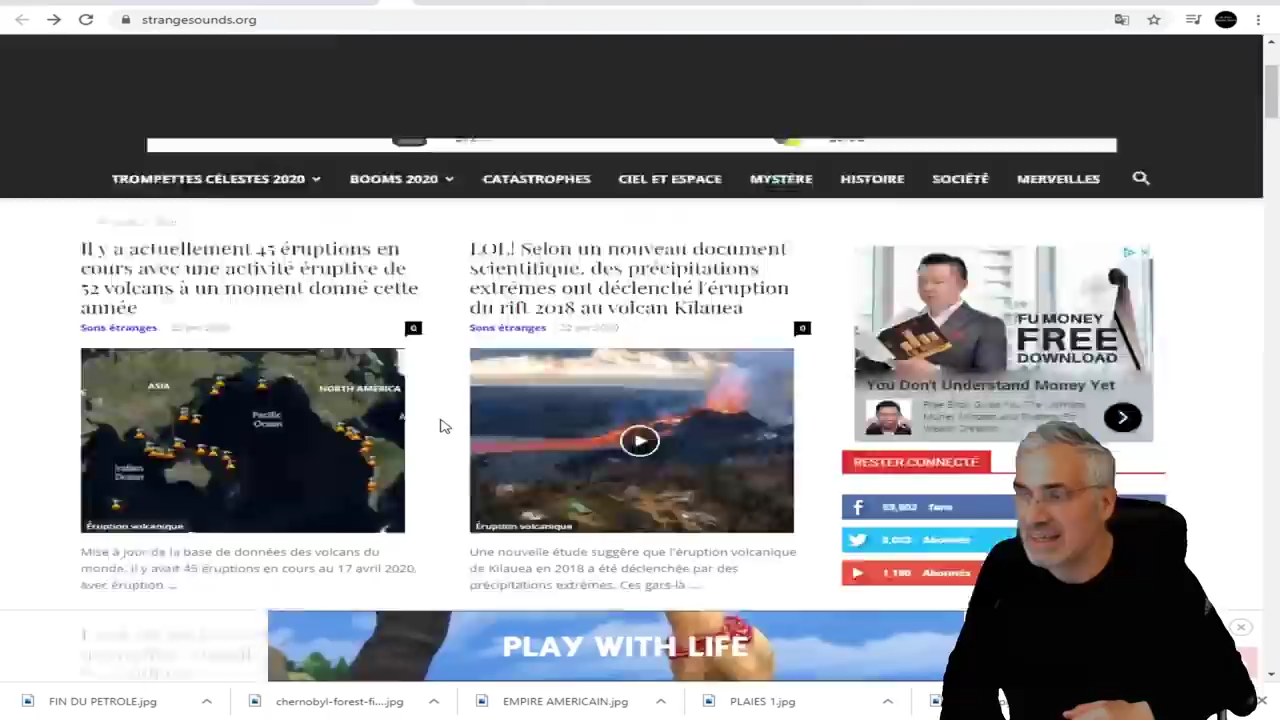 strangesounds.org
TROMPETTES CÉLESTES 2020
BOOMS 2020
CATASTROPHES
CIEL ET ESPACE
MYSTÈRE
HISTOIRE
SOCIÉTÉ
MERVEILLES
Il y a actuellement 45 éruptions en
cours avec une activité éruptive de
52 volcans à un moment donné cette
année
Sons étranges
0
ASIA
NORTH AMERICA
Pacific
Ocean
Indian
Ocean
Éruption volcanique
Mise à jour de la base de données des volcans du
monde. il y avait 45 éruptions en cours au 17 avril 2020,
avec éruption ...
LOL! Selon un nouveau document
scientifique, des précipitations
extrêmes ont déclenché l'éruption
du rift 2018 au volcan Kilauea
Sons étranges
0
Éruption volcanique
Une nouvelle étude suggère que l'éruption volcanique
de Kilauea en 2018 a été déclenchée par des
précipitations extrêmes. Ces gars-là ...
FU MONEY
FREE
DOWNLOAD
You Don't Understand Money Yet
RESTER CONNECTÉ
Fans
Abonnés
1,190 Abonnés
PLAY WITH LIFE
FIN DU PETROLE.jpg
chernobyl-forest-fi....jpg
EMPIRE AMERICAIN.jpg
PLAIES 1.jpg